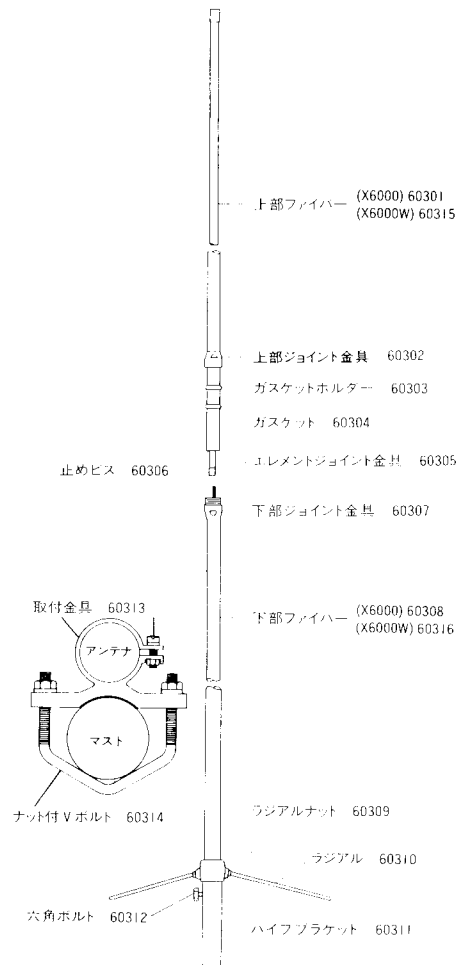 上部ファイバー (X6000) 60301
(X6000W) 60315
上部ジョイント金具 60302
ガスケットホルダー 60303
ガスケット 60304
エレメントジョイント金具 60305
止めビス 60306
下部ジョイント金具 60307
取付金具 60313
アンテナ
下部ファイバー (X6000) 60308
(X6000W) 60316
マスト
ナット付Vボルト 60314
ラジアルナット 60309
ラジアル 60310
六角ボルト 60312
パイプブラケット 60311